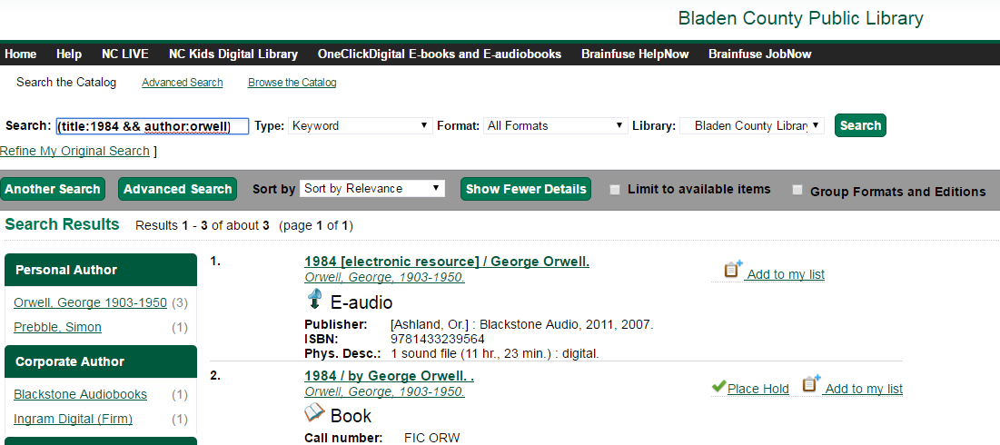 Bladen County Public Library
Home Help NC LIVE NC Kids Digital Library OneClickDigital E-books and E-audiobooks Brainfuse HelpNow Brainfuse JobNow
Search the Catalog Advanced Search Browse the Catalog
Search: (title:1984 && author:orwell) Type: Keyword Format: All Formats Library: Bladen County Library Search
Refine My Original Search ]
Another Search Advanced Search Sort by Sort by Relevance Show Fewer Details Limit to available items Group Formats and Editions
Search Results Results 1 - 3 of about 3 (page 1 of 1)
Personal Author
Orwell, George 1903-1950 (3)
Prebble, Simon (1)
Corporate Author
Blackstone Audiobooks (1)
Ingram Digital (Firm) (1)
1. 1984 [electronic resource] / George Orwell. Add to my list
Orwell, George, 1903-1950.
E-audio
Publisher: [Ashland, Or.] : Blackstone Audio, 2011, 2007.
ISBN: 9781433239564
Phys. Desc.: 1 sound file (11 hr., 23 min.) : digital.
2. 1984 / by George Orwell. . Place Hold Add to my list
Orwell, George, 1903-1950.
Book
Call number: FIC ORW